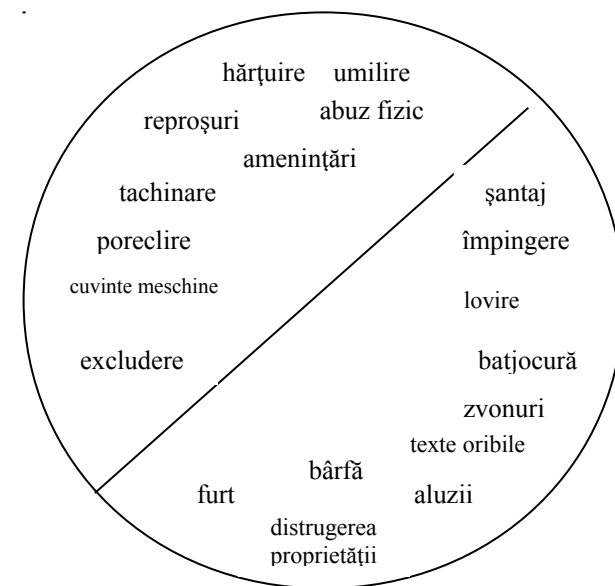 hărţuire umilire
reproşuri abuz fizic
ameninţări
tachinare
poreclire
cuvinte meschine
excludere
şantaj
împingere
lovire
batjocură
zvonuri
texte oribile
bârfă
furt aluzii
distrugerea
proprietăţii